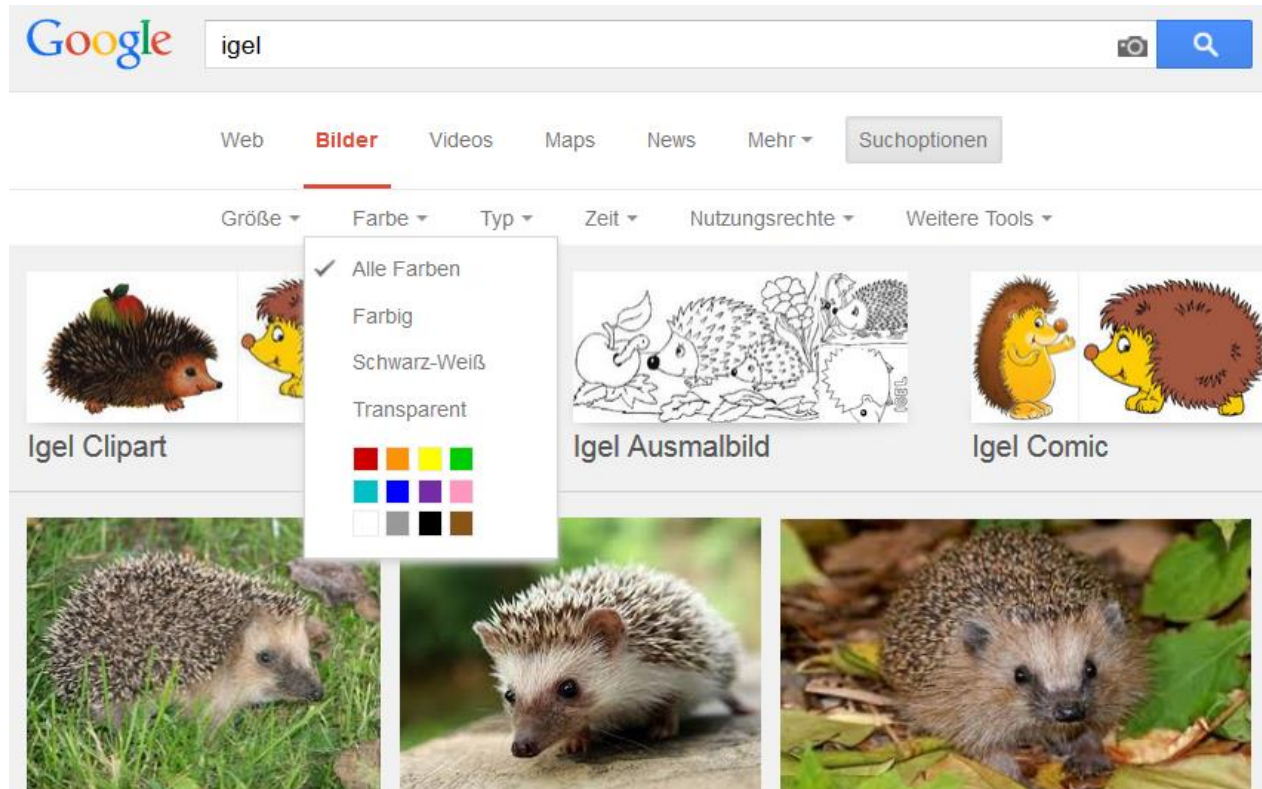 Google igel
Web Bilder Videos Maps News Mehr Suchoptionen
Größe Farbe Typ Zeit Nutzungsrechte Weitere Tools
Alle Farben
Farbig
Schwarz-Weiß
Transparent
IGEL
Igel Clipart Igel Ausmalbild Igel Comic